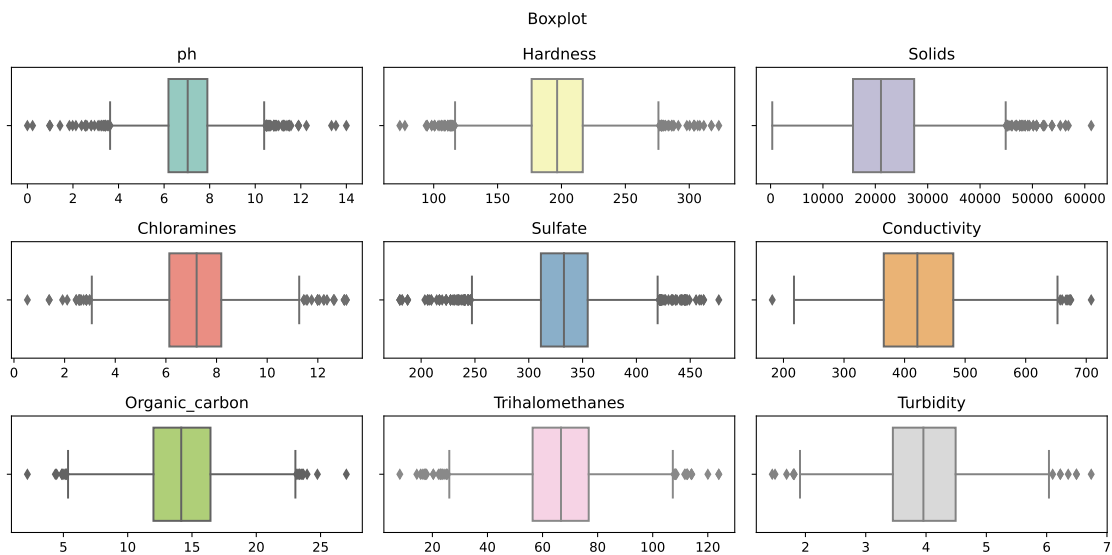 Boxplot
ph Hardness Solids
0 2 4 6 8 10 12 14 100 150 200 250 300 0 10000 20000 30000 40000 50000 60000
Chloramines Sulfate Conductivity
0 2 4 6 8 10 12 200 250 300 350 400 450 200 300 400 500 600 700
Organic_carbon Trihalomethanes Turbidity
5 10 15 20 25 20 40 60 80 100 120 2 3 4 5 6 7